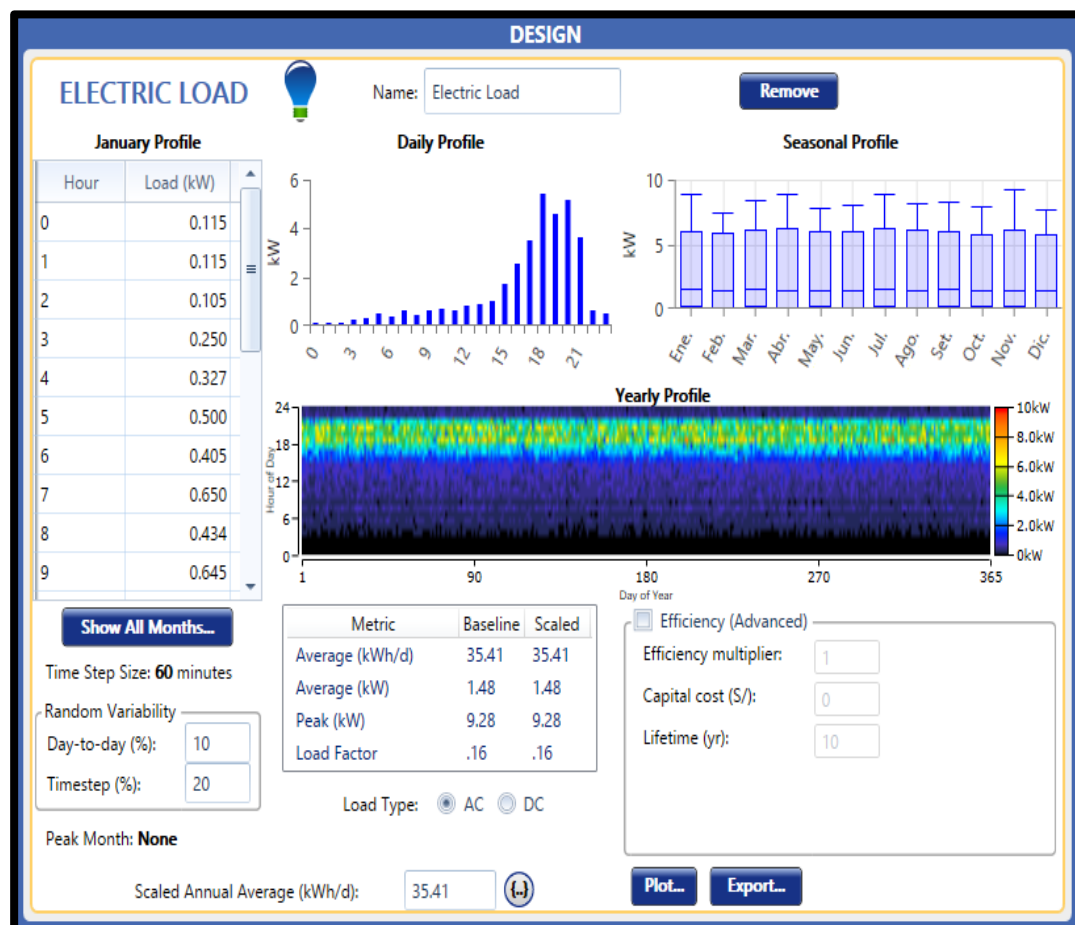 DESIGN
ELECTRIC LOAD
Name: Electric Load
Remove
January Profile
Hour Load (kW)
0 0.115
1 0.115
2 0.105
3 0.250
4 0.327
5 0.500
6 0.405
7 0.650
8 0.434
9 0.645
Show All Months...
Time Step Size: 60 minutes
Random Variability
Day-to-day (%): 10
Timestep (%): 20
Peak Month: None
Daily Profile
kW
6
4
2
0
0 3 6 9 12 15 18 21
Seasonal Profile
kW
10
5
0
Ene. Feb. Mar. Abr. May. Jun. Jul. Ago. Set. Oct. Nov. Dic.
Yearly Profile
Hour of Day
24
18
12
6
0
1 90 180 270 365
Day of Year
10kW
8.0kW
6.0kW
4.0kW
2.0kW
0kW
Metric Baseline Scaled
Average (kWh/d) 35.41 35.41
Average (kW) 1.48 1.48
Peak (kW) 9.28 9.28
Load Factor .16 .16
Load Type: AC DC
Efficiency (Advanced)
Efficiency multiplier: 1
Capital cost (S/): 0
Lifetime (yr): 10
Scaled Annual Average (kWh/d): 35.41 {..}
Plot... Export...